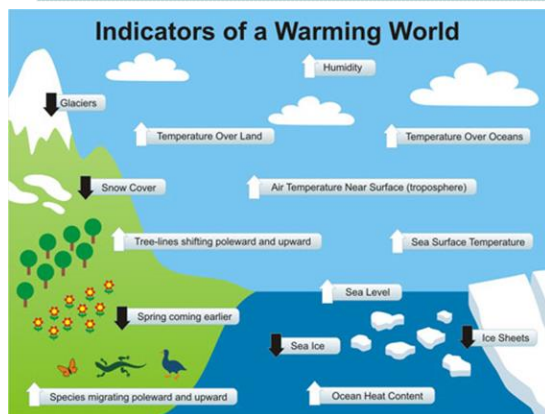 Indicators of a Warming World
Humidity
Glaciers
Temperature Over Land
Temperature Over Oceans
Snow Cover
Air Temperature Near Surface (troposphere)
Tree-lines shifting poleward and upward
Sea Surface Temperature
Sea Level
Spring coming earlier
Sea Ice
Ice Sheets
Species migrating poleward and upward
Ocean Heat Content